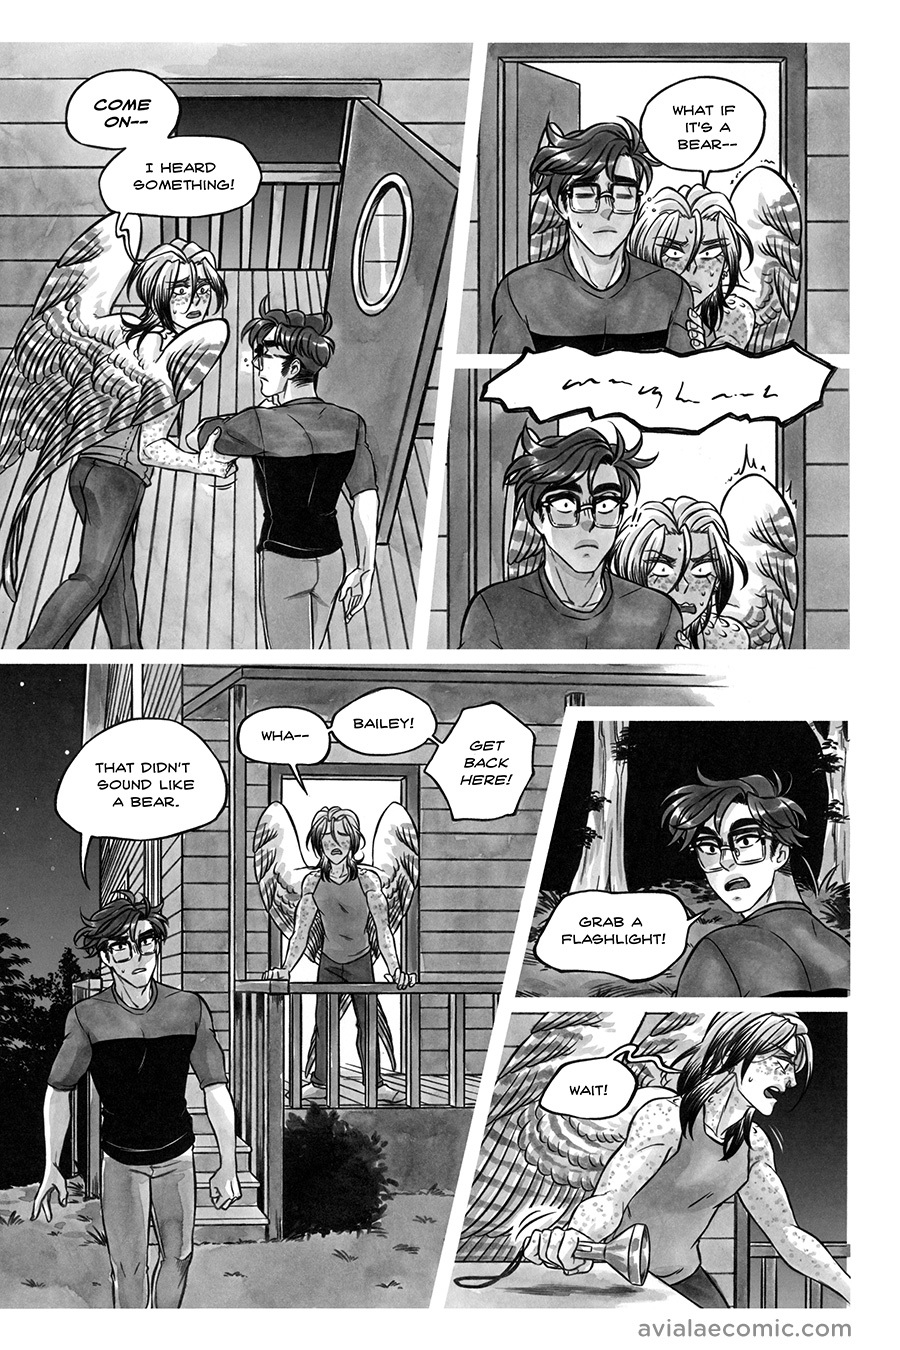 COME
ON--
I HEARD
SOMETHING!
WHAT IF
IT'S A
BEAR--
THAT DIDN'T
SOUND LIKE
A BEAR.
WHA--
BAILEY!
GET
BACK
HERE!
GRAB A
FLASHLIGHT!
WAIT!
avialaecomic.com